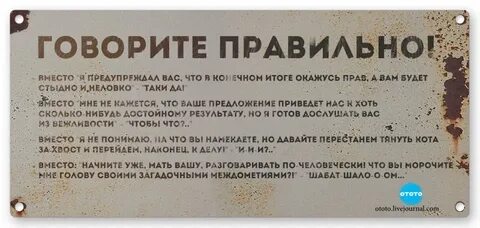 ГОВОРИТЕ ПРАВИЛЬНО!
ВМЕСТО "Я ПРЕДУПРЕЖДАЛ ВАС, ЧТО В КОНЕЧНОМ ИТОГЕ ОКАЖУСЬ ПРАВ, А ВАМ БУДЕТ
СТЫДНО И НЕЛОВКО" - "ТАКИ ДА!"
ВМЕСТО "МНЕ НЕ КАЖЕТСЯ, ЧТО ВАШЕ ПРЕДЛОЖЕНИЕ ПРИВЕДЕТ НАС К ХОТЬ
СКОЛЬКО-НИБУДЬ ДОСТОЙНОМУ РЕЗУЛЬТАТУ, НО Я ГОТОВ ДОСЛУШАТЬ ВАС
ИЗ ВЕЖЛИВОСТИ" - "ЧТОБЫ ЧТО?.."
ВМЕСТО "Я НЕ ПОНИМАЮ, НА ЧТО ВЫ НАМЕКАЕТЕ, НО ДАВАЙТЕ ПЕРЕСТАНЕМ ТЯНУТЬ КОТА
ЗА ХВОСТ И ПЕРЕЙДЕМ, НАКОНЕЦ, К ДЕЛУ!" - "И-И-И?.."
ВМЕСТО: "НАЧНИТЕ УЖЕ, МАТЬ ВАШУ, РАЗГОВАРИВАТЬ ПО-ЧЕЛОВЕЧЕСКИ! ЧТО ВЫ МОРОЧИТЕ
МНЕ ГОЛОВУ СВОИМИ ЗАГАДОЧНЫМИ МЕЖДОМЕТИЯМИ?!" - "ШАБАТ ШАЛО-О-ОМ..."
OTOTO
ototo.livejournal.com